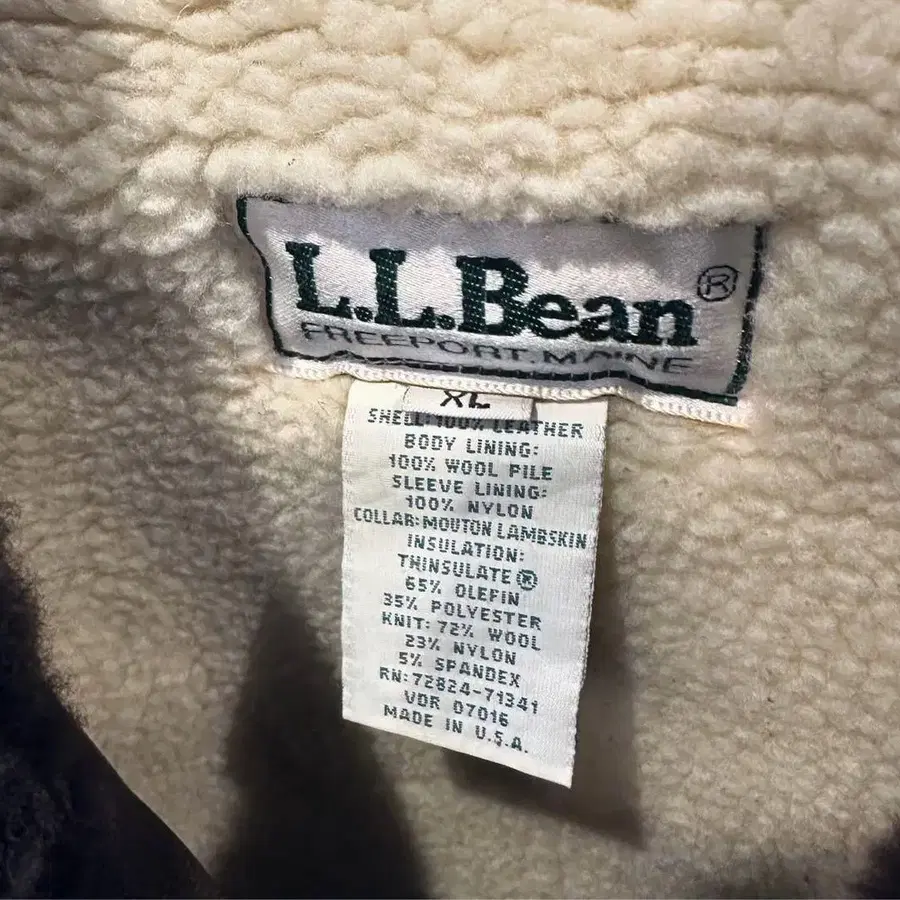 L.L.Bean®
FREEPORT, MAINE
XL
SHELL: 100% LEATHER
BODY LINING:
100% WOOL PILE
SLEEVE LINING:
100% NYLON
COLLAR: MOUTON LAMBSKIN
INSULATION:
THINSULATE®
65% OLEFIN
35% POLYESTER
KNIT: 72% WOOL
23% NYLON
5% SPANDEX
RN: 72824-71341
VDR 07016
MADE IN U.S.A.